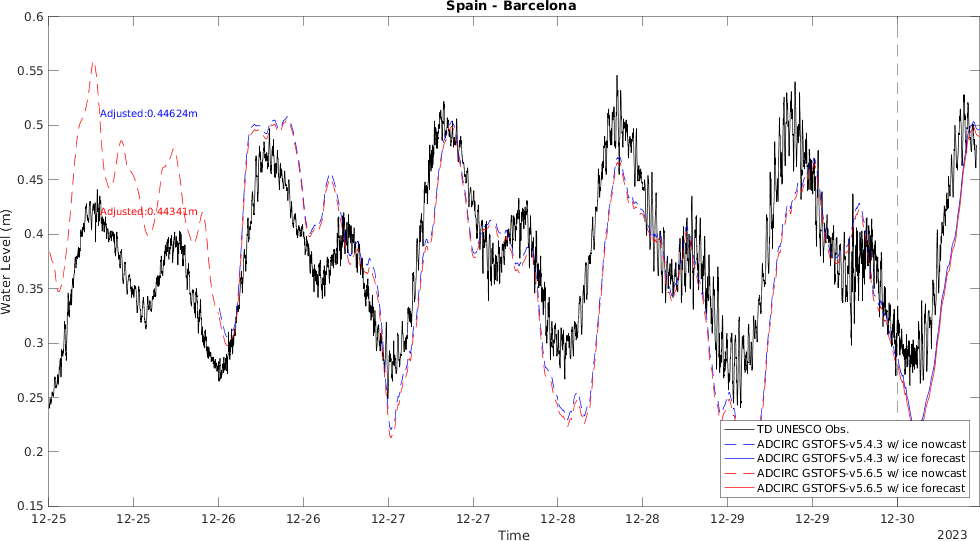 Spain - Barcelona
0.6
0.55
0.5
0.45
0.4
0.35
0.3
0.25
0.2
0.15
Water Level (m)
Adjusted:0.44624m
Adjusted:0.44341m
TD UNESCO Obs.
ADCIRC GSTOFS-v5.4.3 w/ ice nowcast
ADCIRC GSTOFS-v5.4.3 w/ ice forecast
ADCIRC GSTOFS-v5.6.5 w/ ice nowcast
ADCIRC GSTOFS-v5.6.5 w/ ice forecast
12-25 12-25 12-26 12-26 12-27 12-27 12-28 12-28 12-29 12-29 12-30
Time
2023